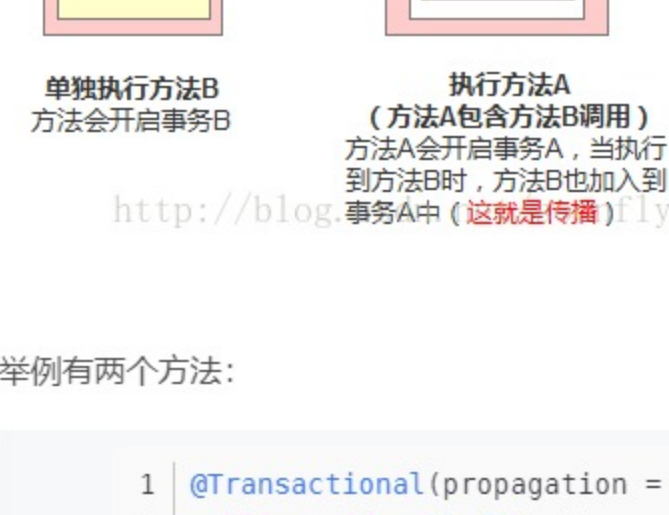 单独执行方法B
方法会开启事务B
执行方法A
（方法A包含方法B调用）
方法A会开启事务A，当执行
到方法B时，方法B也加入到
事务A中（这就是传播）
http://blog.
fly
举例有两个方法：
1 @Transactional(propagation =